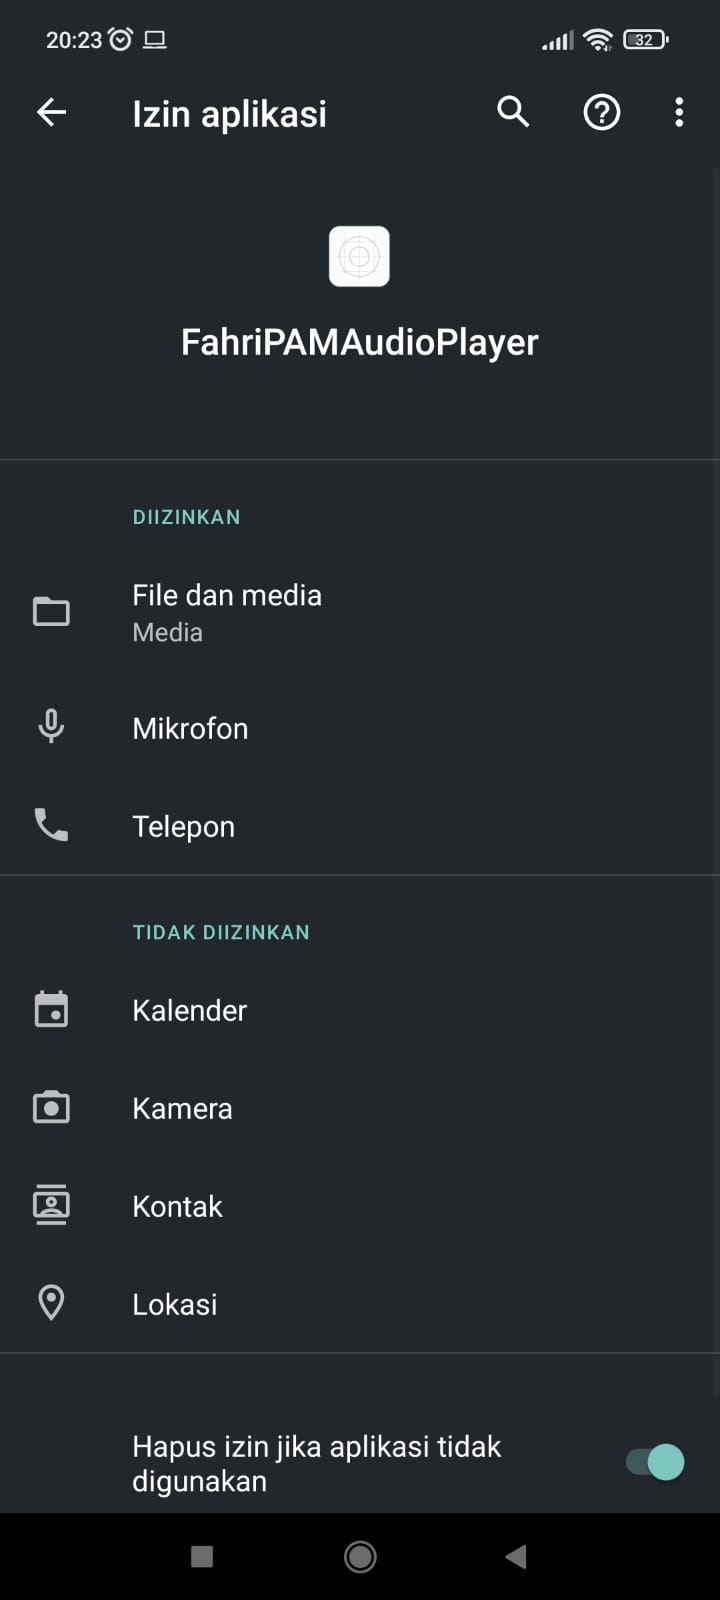 20:23
32
Izin aplikasi
FahriPAMAudioPlayer
DIIZINKAN
File dan media
Media
Mikrofon
Telepon
TIDAK DIIZINKAN
Kalender
Kamera
Kontak
Lokasi
Hapus izin jika aplikasi tidak
digunakan